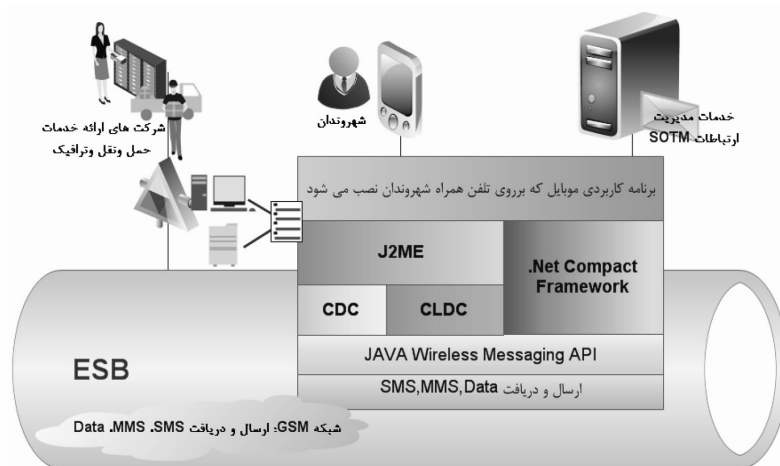 شرکت های ارائه خدمات
حمل ونقل وترافیک
شهروندان
خدمات مدیریت
ارتباطات SOTM
برنامه کاربردی موبایل که برروی تلفن همراه شهروندان نصب می شود
J2ME
.Net Compact
Framework
CDC
CLDC
JAVA Wireless Messaging API
ارسال و دریافت SMS,MMS,Data
ESB
شبکه GSM: ارسال و دریافت Data ،MMS ،SMS